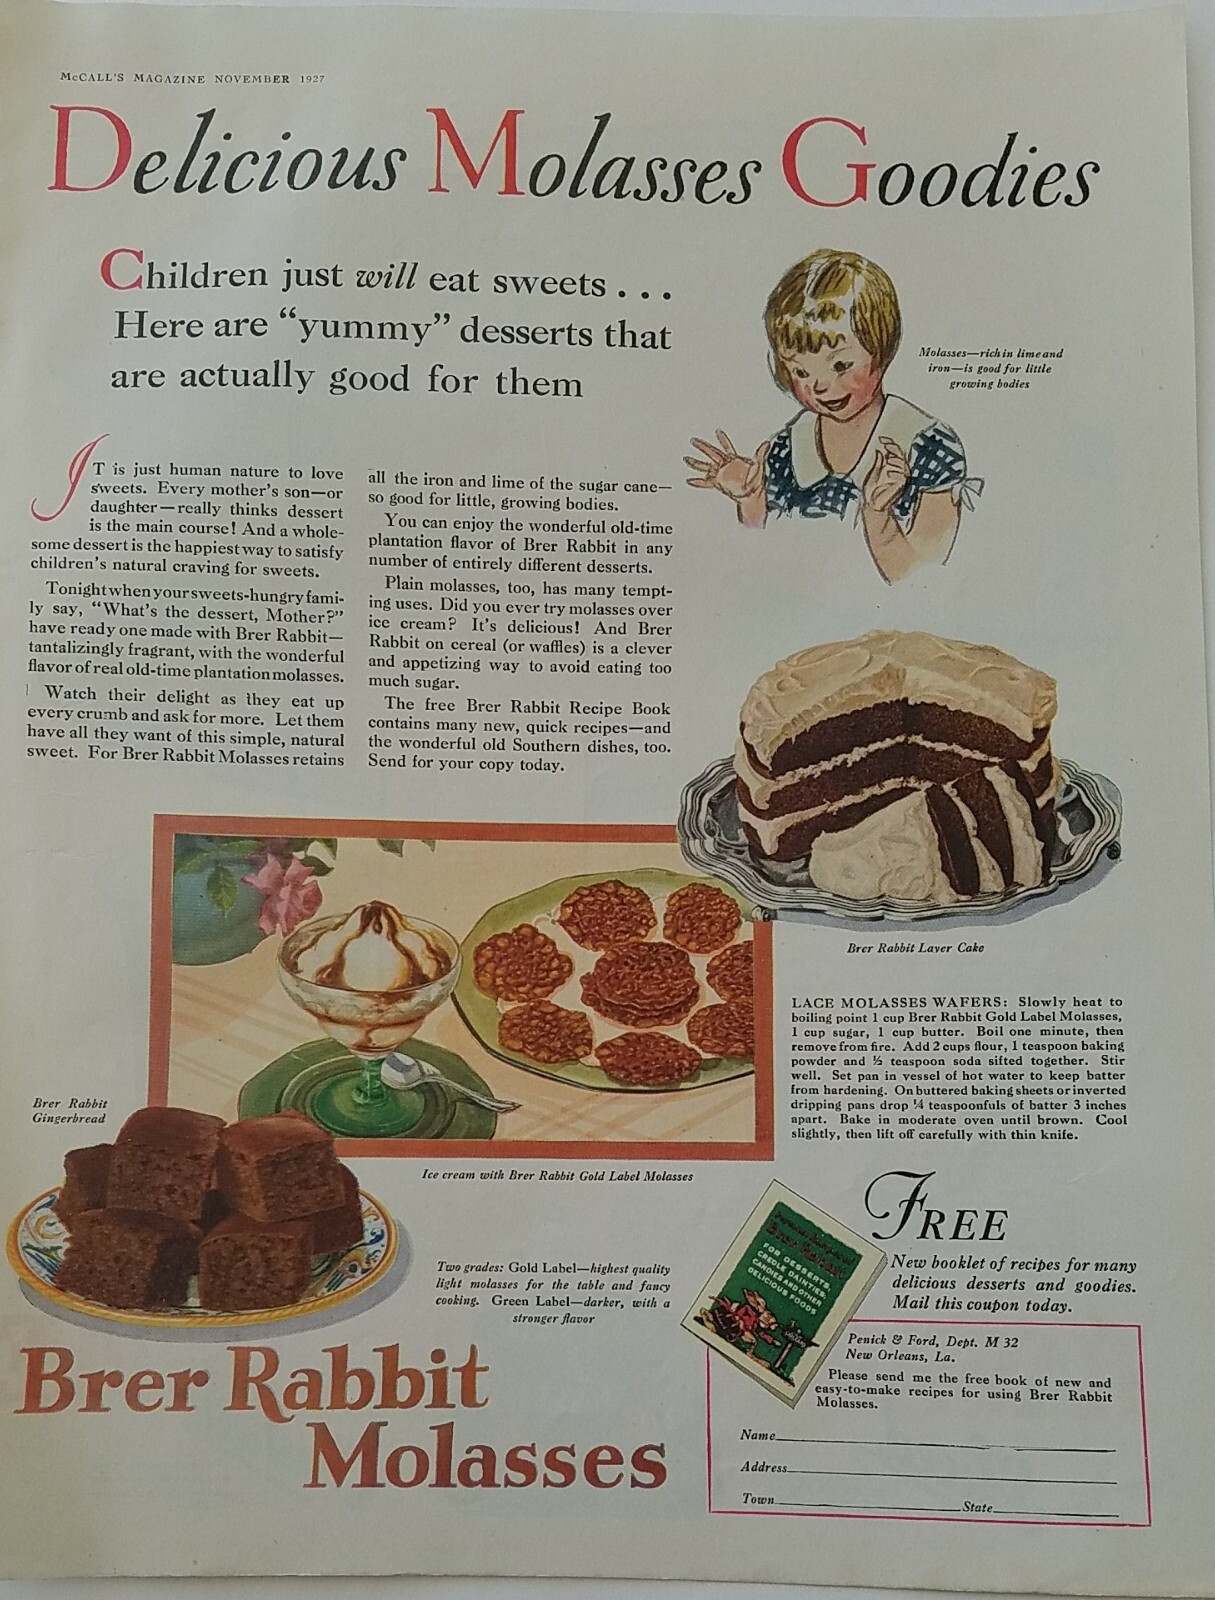 McCALL'S MAGAZINE NOVEMBER 1927
Delicious Molasses Goodies
Children just will eat sweets . . .
Here are “yummy” desserts that
are actually good for them
Molasses—rich in lime and
iron—is good for little
growing bodies
IT is just human nature to love
sweets. Every mother's son—or
daughter—really thinks dessert
is the main course! And a whole-
some dessert is the happiest way to satisfy
children's natural craving for sweets.
Tonight when your sweets-hungry fami-
ly say, “What's the dessert, Mother?”
have ready one made with Brer Rabbit—
tantalizingly fragrant, with the wonderful
flavor of real old-time plantation molasses.
Watch their delight as they eat up
every crumb and ask for more. Let them
have all they want of this simple, natural
sweet. For Brer Rabbit Molasses retains
all the iron and lime of the sugar cane—
so good for little, growing bodies.
You can enjoy the wonderful old-time
plantation flavor of Brer Rabbit in any
number of entirely different desserts.
Plain molasses, too, has many tempt-
ing uses. Did you ever try molasses over
ice cream? It's delicious! And Brer
Rabbit on cereal (or waffles) is a clever
and appetizing way to avoid eating too
much sugar.
The free Brer Rabbit Recipe Book
contains many new, quick recipes—and
the wonderful old Southern dishes, too.
Send for your copy today.
Brer Rabbit Layer Cake
LACE MOLASSES WAFERS: Slowly heat to
boiling point 1 cup Brer Rabbit Gold Label Molasses,
1 cup sugar, 1 cup butter. Boil one minute, then
remove from fire. Add 2 cups flour, 1 teaspoon baking
powder and ½ teaspoon soda sifted together. Stir
well. Set pan in vessel of hot water to keep batter
from hardening. On buttered baking sheets or inverted
dripping pans drop ¼ teaspoonfuls of batter 3 inches
apart. Bake in moderate oven until brown. Cool
slightly, then lift off carefully with thin knife.
Brer Rabbit
Gingerbread
Ice cream with Brer Rabbit Gold Label Molasses
Two grades: Gold Label—highest quality
light molasses for the table and fancy
cooking. Green Label—darker, with a
stronger flavor
Brer Rabbit
Molasses
Brer Rabbit
FOR DESSERTS,
CREOLE DAINTIES,
CANDIES AND OTHER
DELICIOUS FOODS
FREE
New booklet of recipes for many
delicious desserts and goodies.
Mail this coupon today.
Penick & Ford, Dept. M 32
New Orleans, La.
Please send me the free book of new and
easy-to-make recipes for using Brer Rabbit
Molasses.
Name
Address
Town State